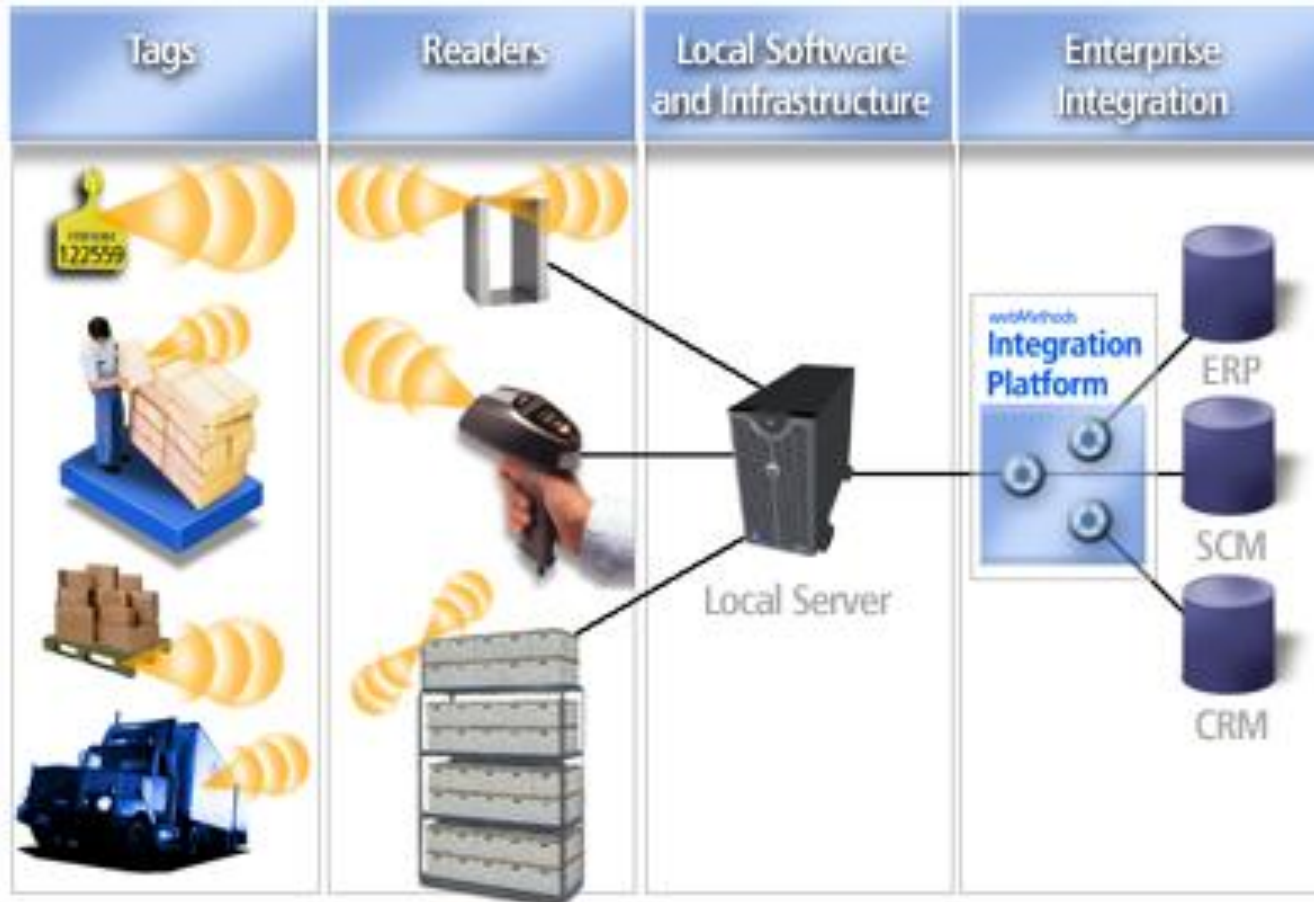 Tags
Readers
Local Software
and Infrastructure
Enterprise
Integration
122559
webMethods
Integration
Platform
ERP
SCM
CRM
Local Server